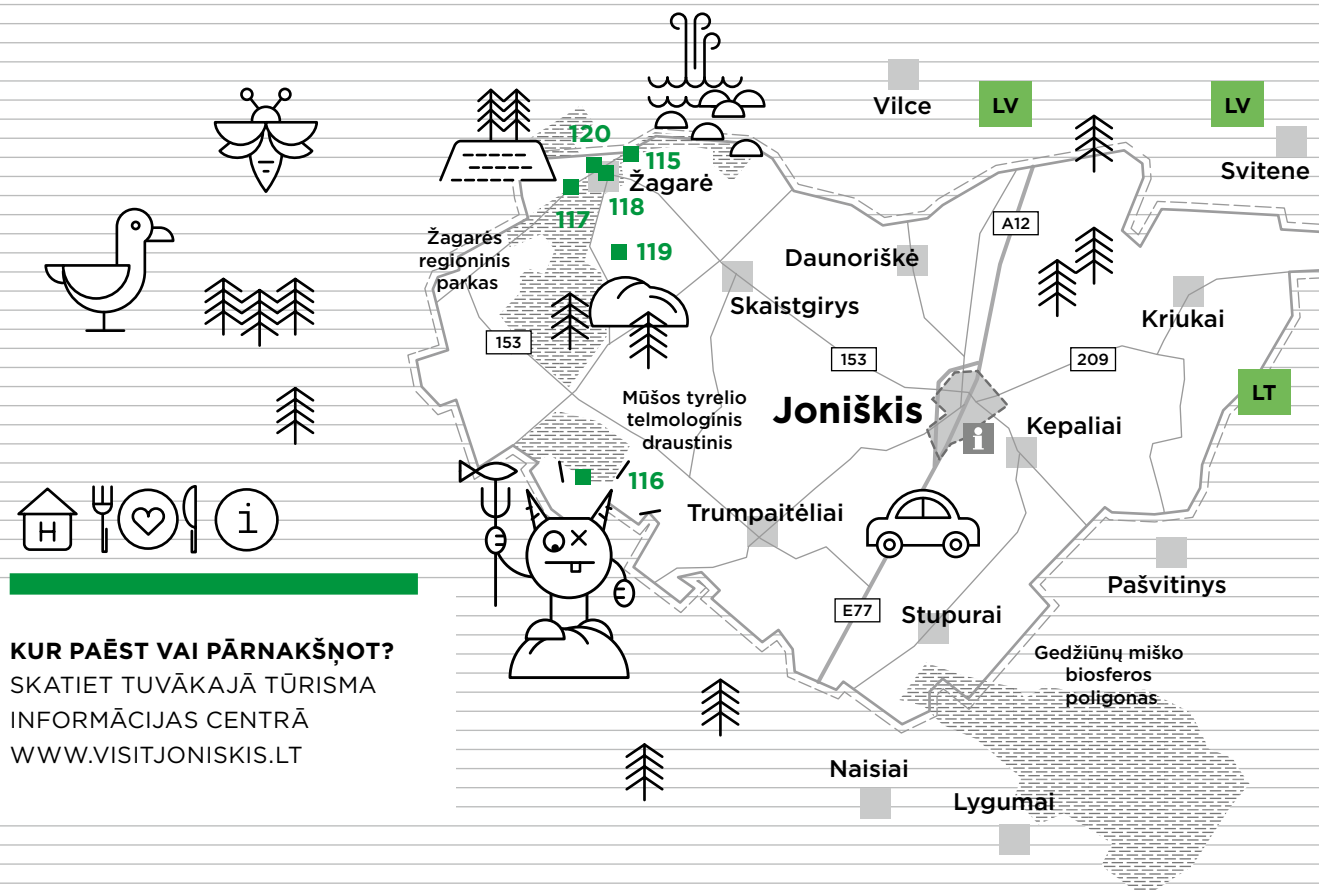 Vilce
LV
LV
Svitene
120
115
Žagarė
118
117
A12
119
Žagarės
regioninis
parkas
Daunoriškė
Skaistgirys
Kriukai
153
153
209
LT
Mūšos tyrelio
telmologinis
draustinis
Joniškis
Kepaliai
i
116
Trumpaitėliai
H
i
Pašvitinys
E77
Stupurai
KUR PAĒST VAI PĀRNAKŠŅOT?
SKATIET TUVĀKAJĀ TŪRISMA
INFORMĀCIJAS CENTRĀ
WWW.VISITJONISKIS.LT
Gedžiūnų miško
biosferos
poligonas
Naisiai
Lygumai